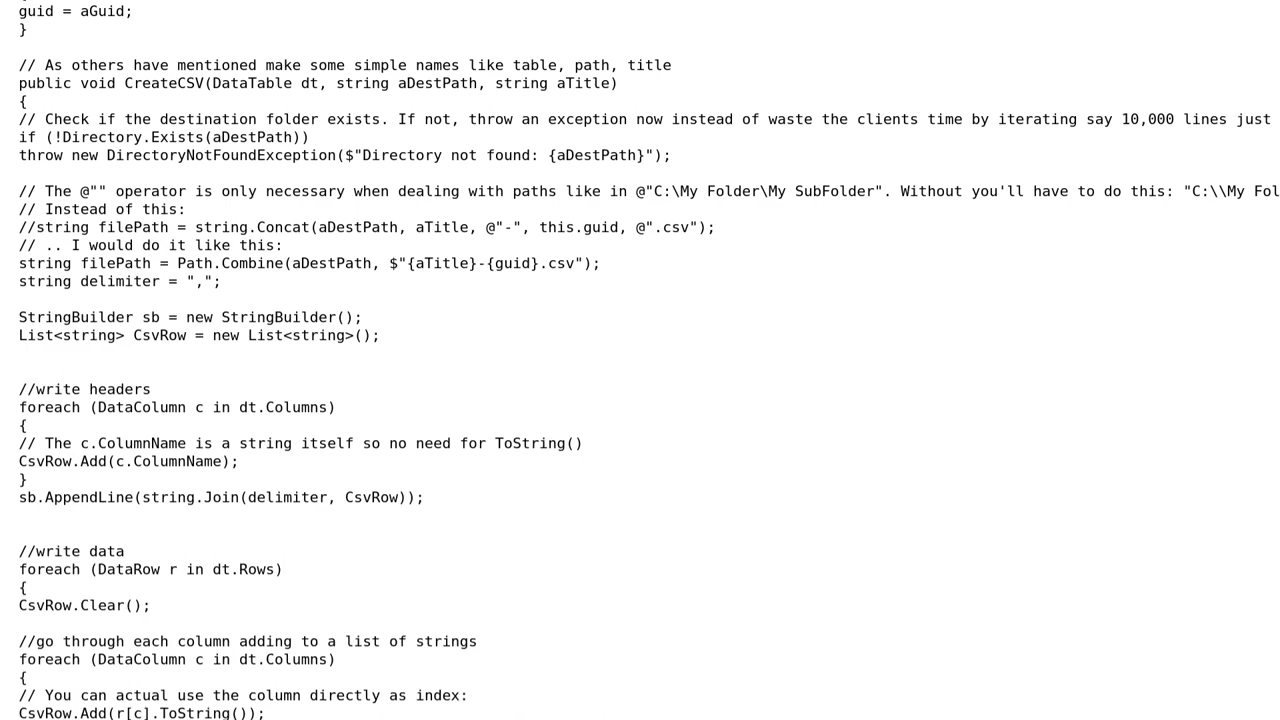 guid = aGuid;
}
// As others have mentioned make some simple names like table, path, title
public void CreateCSV(DataTable dt, string aDestPath, string aTitle)
{
// Check if the destination folder exists. If not, throw an exception now instead of waste the clients time by iterating say 10,000 lines just
if (!Directory.Exists(aDestPath))
throw new DirectoryNotFoundException($"Directory not found: {aDestPath}");
// The @"" operator is only necessary when dealing with paths like in @"C:\My Folder\My SubFolder". Without you'll have to do this: "C:\\My Fol
// Instead of this:
//string filePath = string.Concat(aDestPath, aTitle, @"-", this.guid, @".csv");
// .. I would do it like this:
string filePath = Path.Combine(aDestPath, $"{aTitle}-{guid}.csv");
string delimiter = ",";
StringBuilder sb = new StringBuilder();
List<string> CsvRow = new List<string>();
//write headers
foreach (DataColumn c in dt.Columns)
{
// The c.ColumnName is a string itself so no need for ToString()
CsvRow.Add(c.ColumnName);
}
sb.AppendLine(string.Join(delimiter, CsvRow));
//write data
foreach (DataRow r in dt.Rows)
{
CsvRow.Clear();
//go through each column adding to a list of strings
foreach (DataColumn c in dt.Columns)
{
// You can actual use the column directly as index:
CsvRow.Add(r[c].ToString());